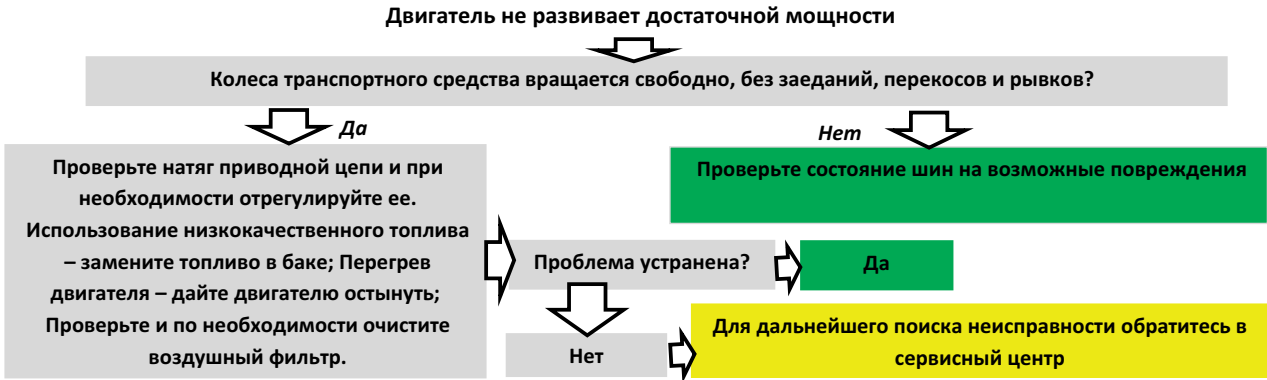 Двигатель не развивает достаточной мощности
Колеса транспортного средства вращается свободно, без заеданий, перекосов и рывков?
Да
Нет
Проверьте натяг приводной цепи и при
необходимости отрегулируйте ее.
Использование низкокачественного топлива
– замените топливо в баке; Перегрев
двигателя – дайте двигателю остынуть;
Проверьте и по необходимости очистите
воздушный фильтр.
Проверьте состояние шин на возможные повреждения
Проблема устранена?
Да
Нет
Для дальнейшего поиска неисправности обратитесь в
сервисный центр